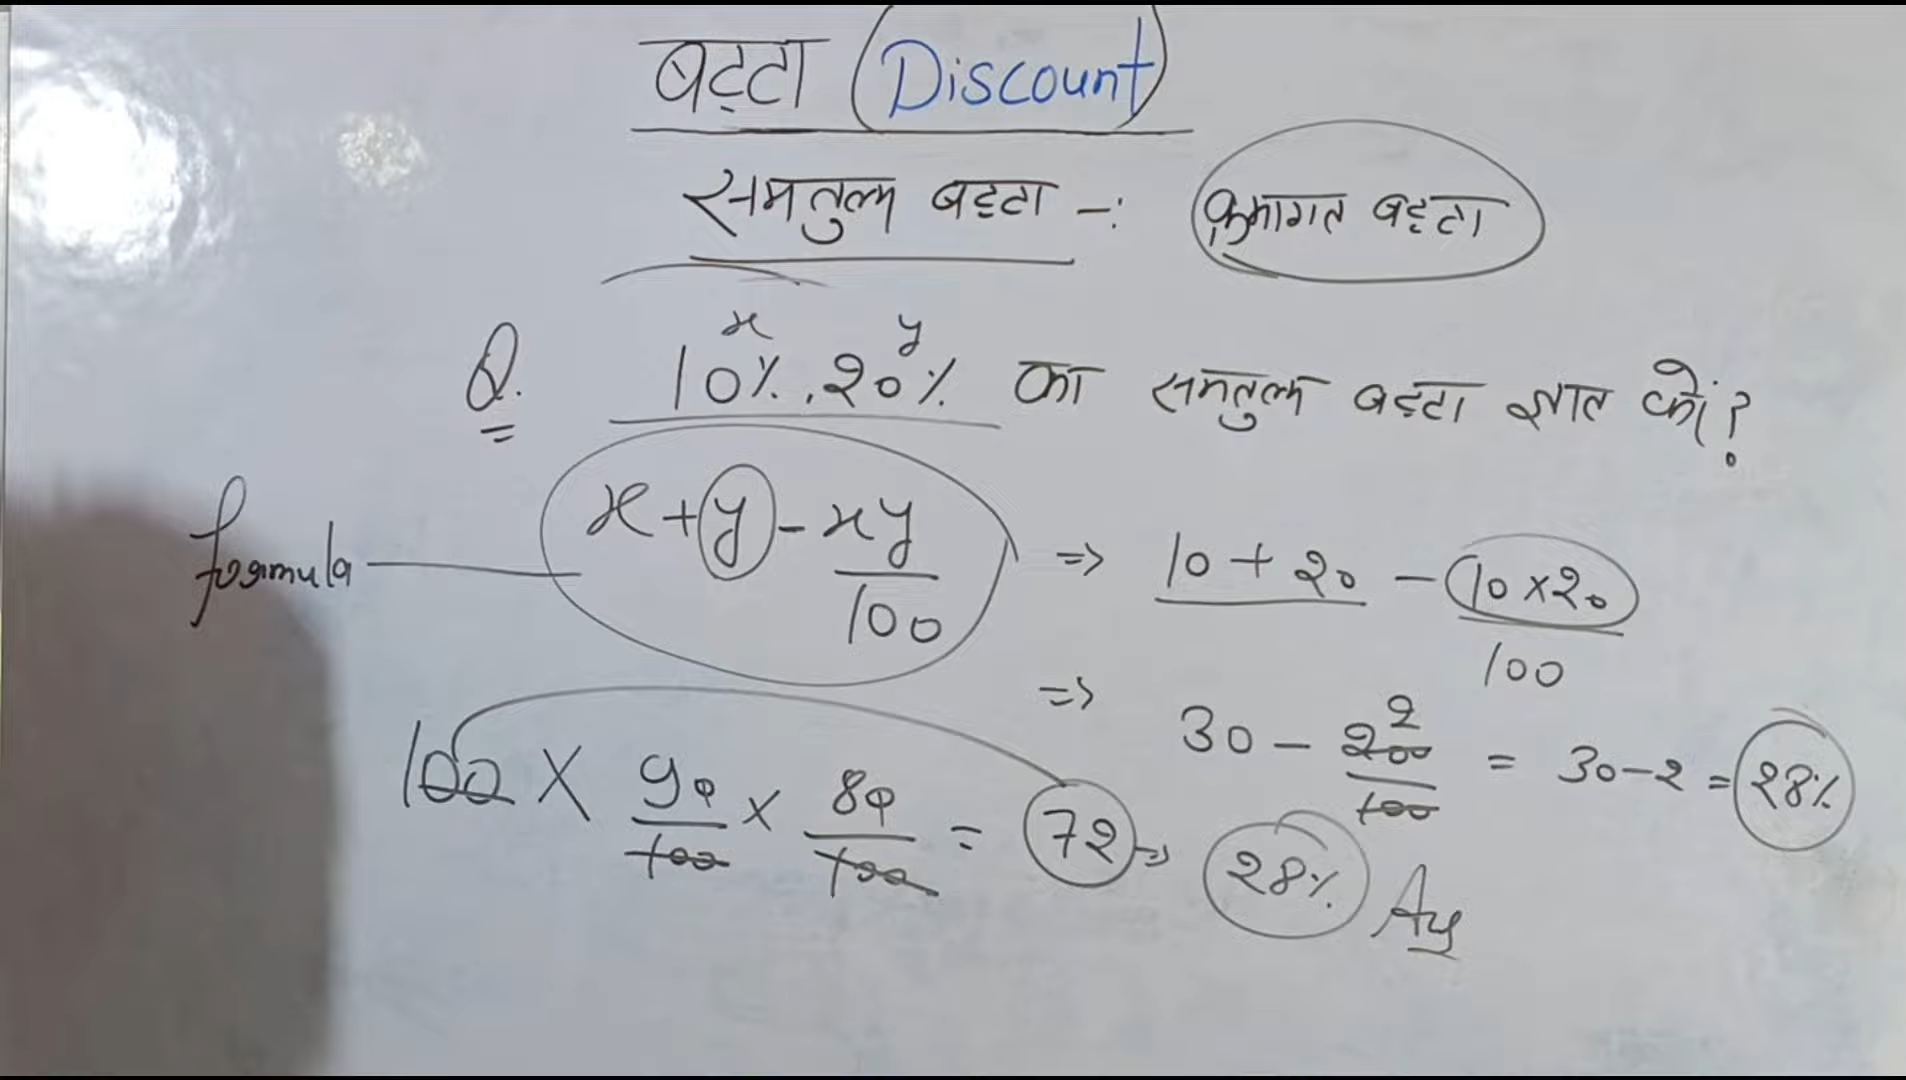 बट्टा (Discount)
समतुल्य बट्टा -: क्रमागत बट्टा
x y
Q. 10%, 20% का समतुल्य बट्टा ज्ञात करें?
formula x+y - xy/100 => 10 + 20 - 10×20/100
=> 30 - 200/100 2 = 30-2 = 28%
100 × 90/100 × 80/100 = 72 => 28% Ans